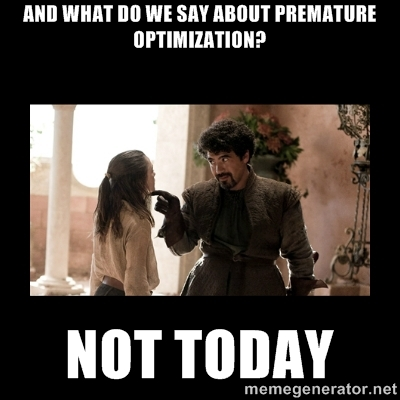 AND WHAT DO WE SAY ABOUT PREMATURE
OPTIMIZATION?
NOT TODAY
memegenerator.net